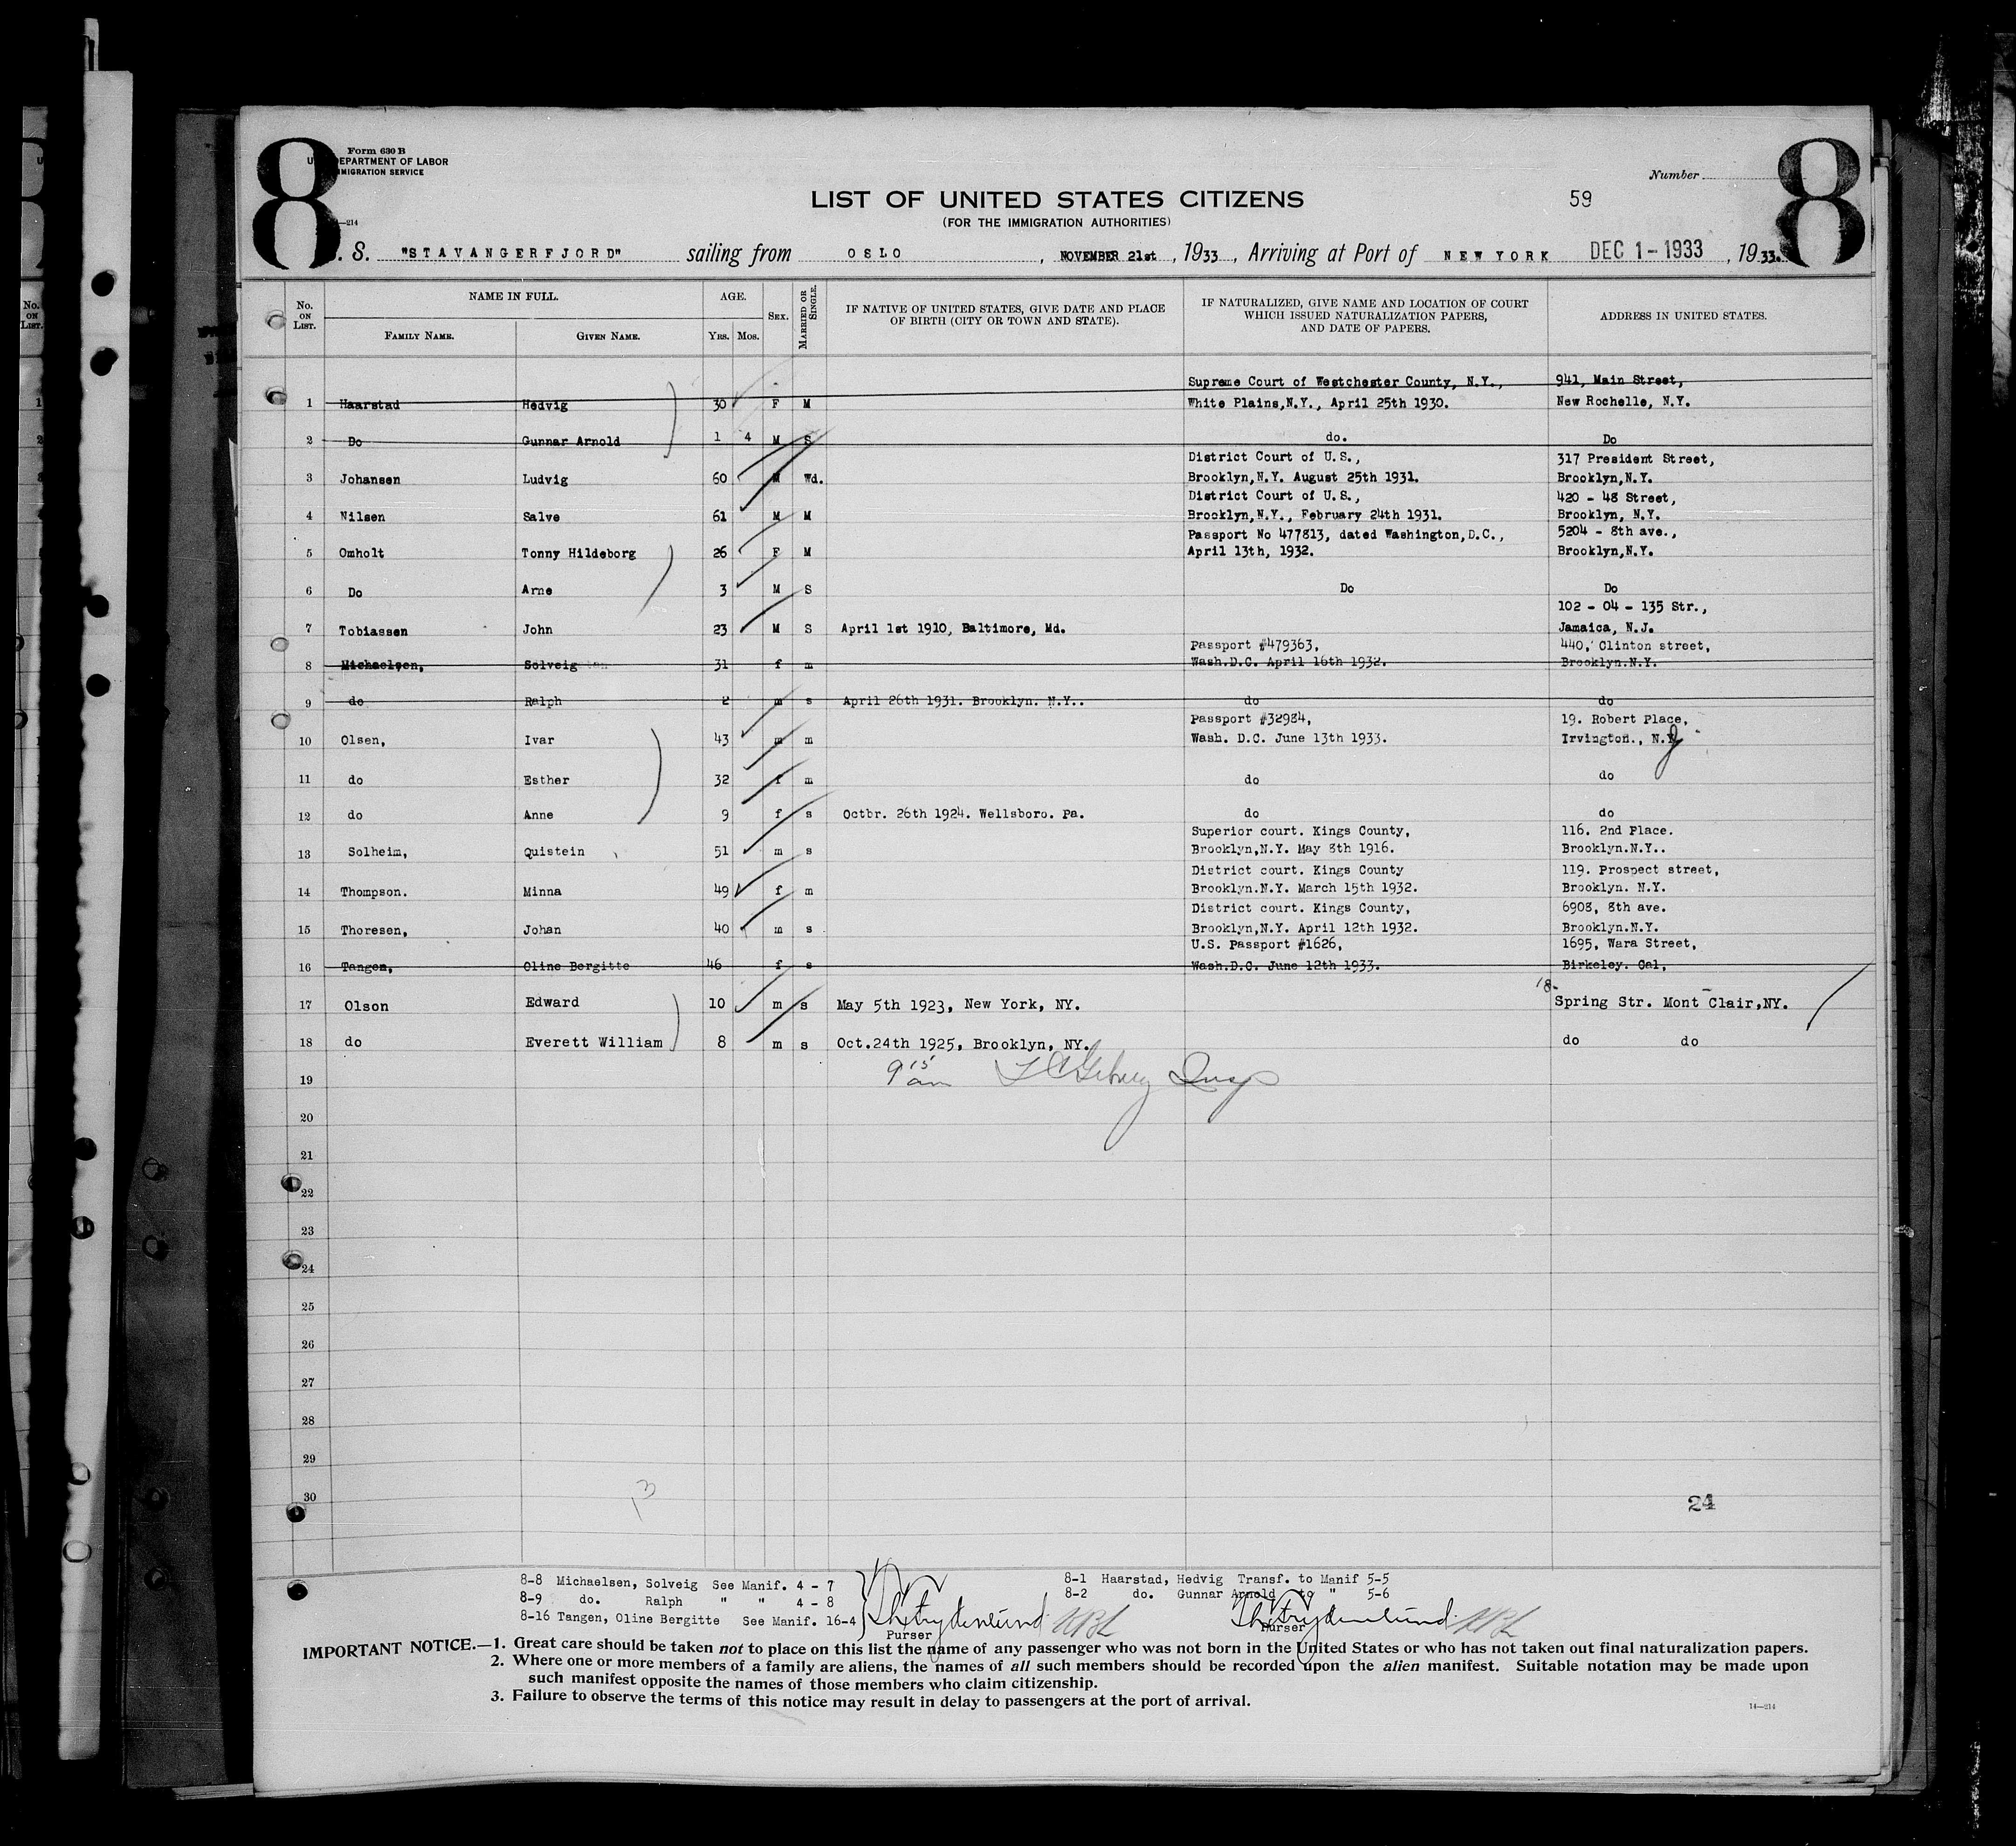 8
Form 630 B
U. DEPARTMENT OF LABOR
IMMIGRATION SERVICE
—214
LIST OF UNITED STATES CITIZENS
(FOR THE IMMIGRATION AUTHORITIES)
59
Number
8
. S. "STAVANGERFJORD" sailing from OSLO, NOVEMBER 21st, 1933, Arriving at Port of NEW YORK DEC 1-1933, 1933.
No. ON LIST.
NAME IN FULL.
FAMILY NAME.
GIVEN NAME.
AGE.
YRS. MOS.
SEX.
MARRIED OR SINGLE.
IF NATIVE OF UNITED STATES, GIVE DATE AND PLACE
OF BIRTH (CITY OR TOWN AND STATE).
IF NATURALIZED, GIVE NAME AND LOCATION OF COURT
WHICH ISSUED NATURALIZATION PAPERS,
AND DATE OF PAPERS.
ADDRESS IN UNITED STATES.
Supreme Court of Westchester County, N.Y., 941, Main Street,
1 Haarstad Hedvig 30 F M White Plains,N.Y., April 25th 1930. New Rochelle, N.Y.
2 Do Gunnar Arnold 1 4 M S do. Do
District Court of U.S., 317 President Street,
3 Johansen Ludvig 60 M Wd. Brooklyn,N.Y. August 25th 1931. Brooklyn,N.Y.
District Court of U.S., 420 - 48 Street,
4 Nilsen Salve 61 M M Brooklyn,N.Y., February 24th 1931. Brooklyn, N.Y.
Passport No 477813, dated Washington,D.C., 5204 - 8th ave.,
5 Omholt Tonny Hildeborg 26 F M April 13th, 1932. Brooklyn,N.Y.
6 Do Arne 3 M S Do Do
102 - 04 - 135 Str.,
7 Tobiassen John 23 M S April 1st 1910, Baltimore, Md. Jamaica, N.J.
Passport #479363, 440, Clinton street,
8 Michaelsen, Solveig 31 f m Wash.D.C. April 16th 1932. Brooklyn.N.Y.
9 do Ralph 2 m s April 26th 1931. Brooklyn. N.Y.. do do
Passport #32984, 19. Robert Place,
10 Olsen, Ivar 43 m m Wash. D.C. June 13th 1933. Irvington., N.J
11 do Esther 32 f m do do
12 do Anne 9 f s Octbr. 26th 1924. Wellsboro. Pa. do do
Superior court. Kings County, 116. 2nd Place.
13 Solheim, Quistein 51 m s Brooklyn,N.Y. May 8th 1916. Brooklyn.N.Y..
District court. Kings County 119. Prospect street,
14 Thompson. Minna 49 f m Brooklyn.N.Y. March 15th 1932. Brooklyn. N.Y.
District court. Kings County, 6908, 8th ave.
15 Thoresen, Johan 40 m s Brooklyn,N.Y. April 12th 1932. Brooklyn.N.Y.
U.S. Passport #1626, 1695, Wara Street,
16 Tangen, Oline Bergitte 46 f s Wash.D.C. June 12th 1933. Birkeley. Cal,
18-
17 Olson Edward 10 m s May 5th 1923, New York, NY. Spring Str. Mont Clair,NY.
18 do Everett William 8 m s Oct.24th 1925, Brooklyn, NY. do do
19 9 15 am Insp
20
21
22
23
24
25
26
27
28
29
30
24
8-8 Michaelsen, Solveig See Manif. 4 - 7
8-9 do. Ralph " " 4 - 8
8-16 Tangen, Oline Bergitte See Manif. 16-4
Purser
8-1 Haarstad, Hedvig Transf. to Manif 5-5
8-2 do. Gunnar Arnold to " 5-6
Purser
IMPORTANT NOTICE.—1. Great care should be taken not to place on this list the name of any passenger who was not born in the United States or who has not taken out final naturalization papers.
2. Where one or more members of a family are aliens, the names of all such members should be recorded upon the alien manifest. Suitable notation may be made upon
such manifest opposite the names of those members who claim citizenship.
3. Failure to observe the terms of this notice may result in delay to passengers at the port of arrival.
14—214